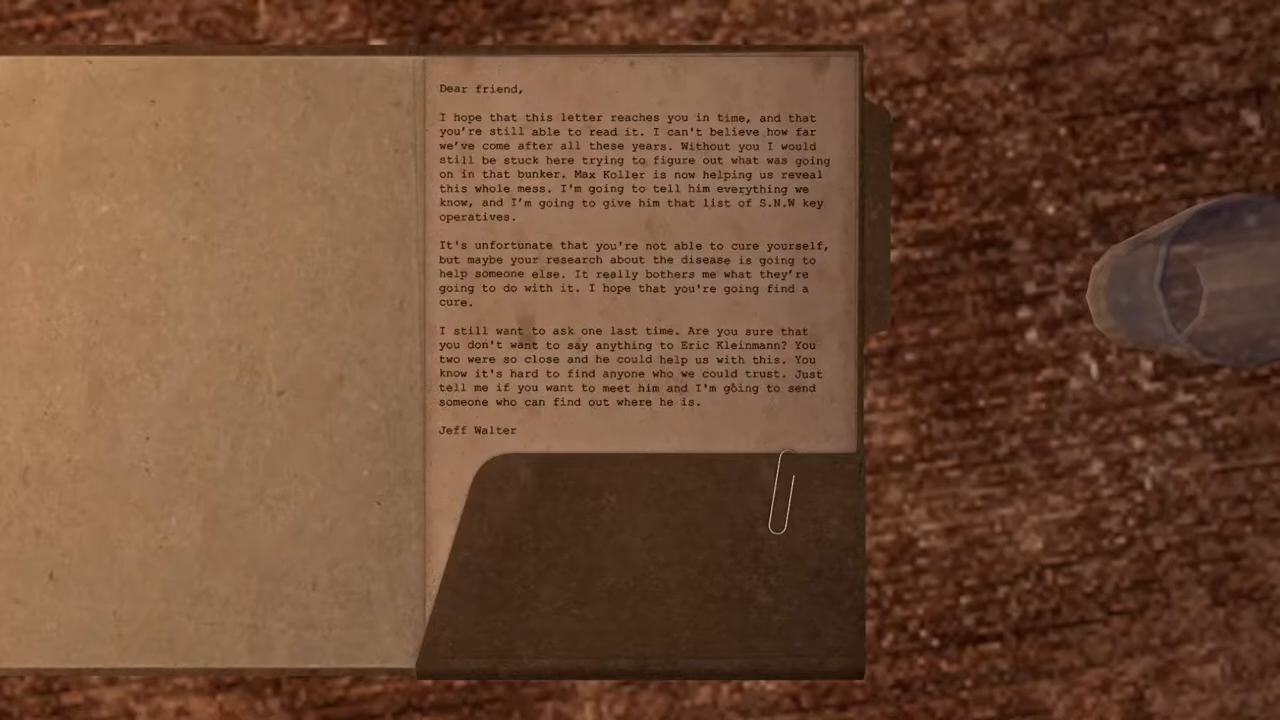 Dear friend,
I hope that this letter reaches you in time, and that
you're still able to read it. I can't believe how far
we've come after all these years. Without you I would
still be stuck here trying to figure out what was going
on in that bunker. Max Koller is now helping us reveal
this whole mess. I'm going to tell him everything we
know, and I'm going to give him that list of S.N.W key
operatives.
It's unfortunate that you're not able to cure yourself,
but maybe your research about the disease is going to
help someone else. It really bothers me what they're
going to do with it. I hope that you're going find a
cure.
I still want to ask one last time. Are you sure that
you don't want to say anything to Eric Kleinmann? You
two were so close and he could help us with this. You
know it's hard to find anyone who we could trust. Just
tell me if you want to meet him and I'm going to send
someone who can find out where he is.
Jeff Walter